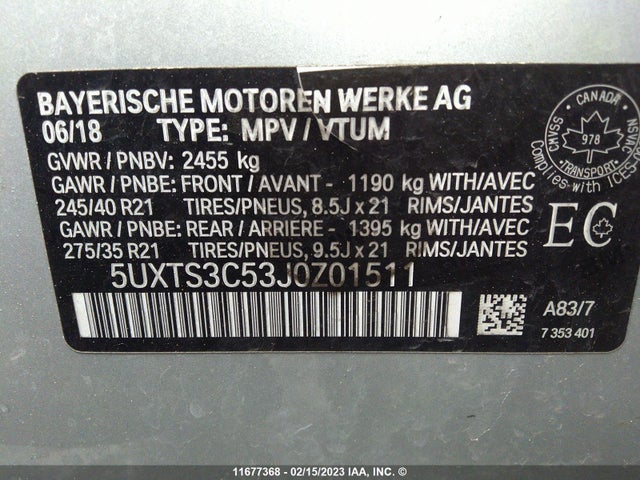 BAYERISCHE MOTOREN WERKE AG
06/18 TYPE: MPV / VTUM
GVWR / PNBV: 2455 kg
GAWR / PNBE: FRONT / AVANT - 1190 kg WITH/AVEC
245/40 R21 TIRES/PNEUS, 8.5J x 21 RIMS/JANTES
GAWR / PNBE: REAR / ARRIERE - 1395 kg WITH/AVEC
275/35 R21 TIRES/PNEUS, 9.5J x 21 RIMS/JANTES
5UXTS3C53J0Z01511
CANADA
CMVSS NSVAC
978
TRANSPORT
Complies with ICES
EC
A83/7
7 353 401
11677368 - 02/15/2023 IAA, INC. ©